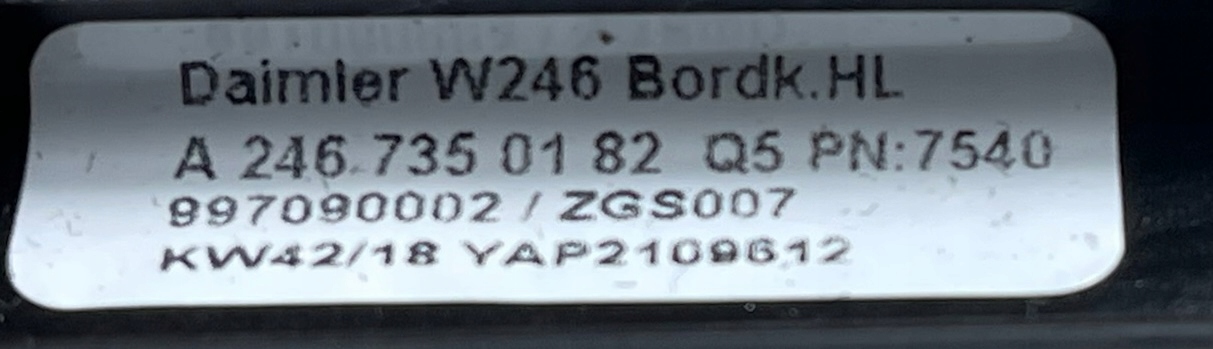 Daimler W246 Bordk.HL
A 246 735 01 82 Q5 PN:7540
997090002 / ZGS007
KW42/18 YAP2109612